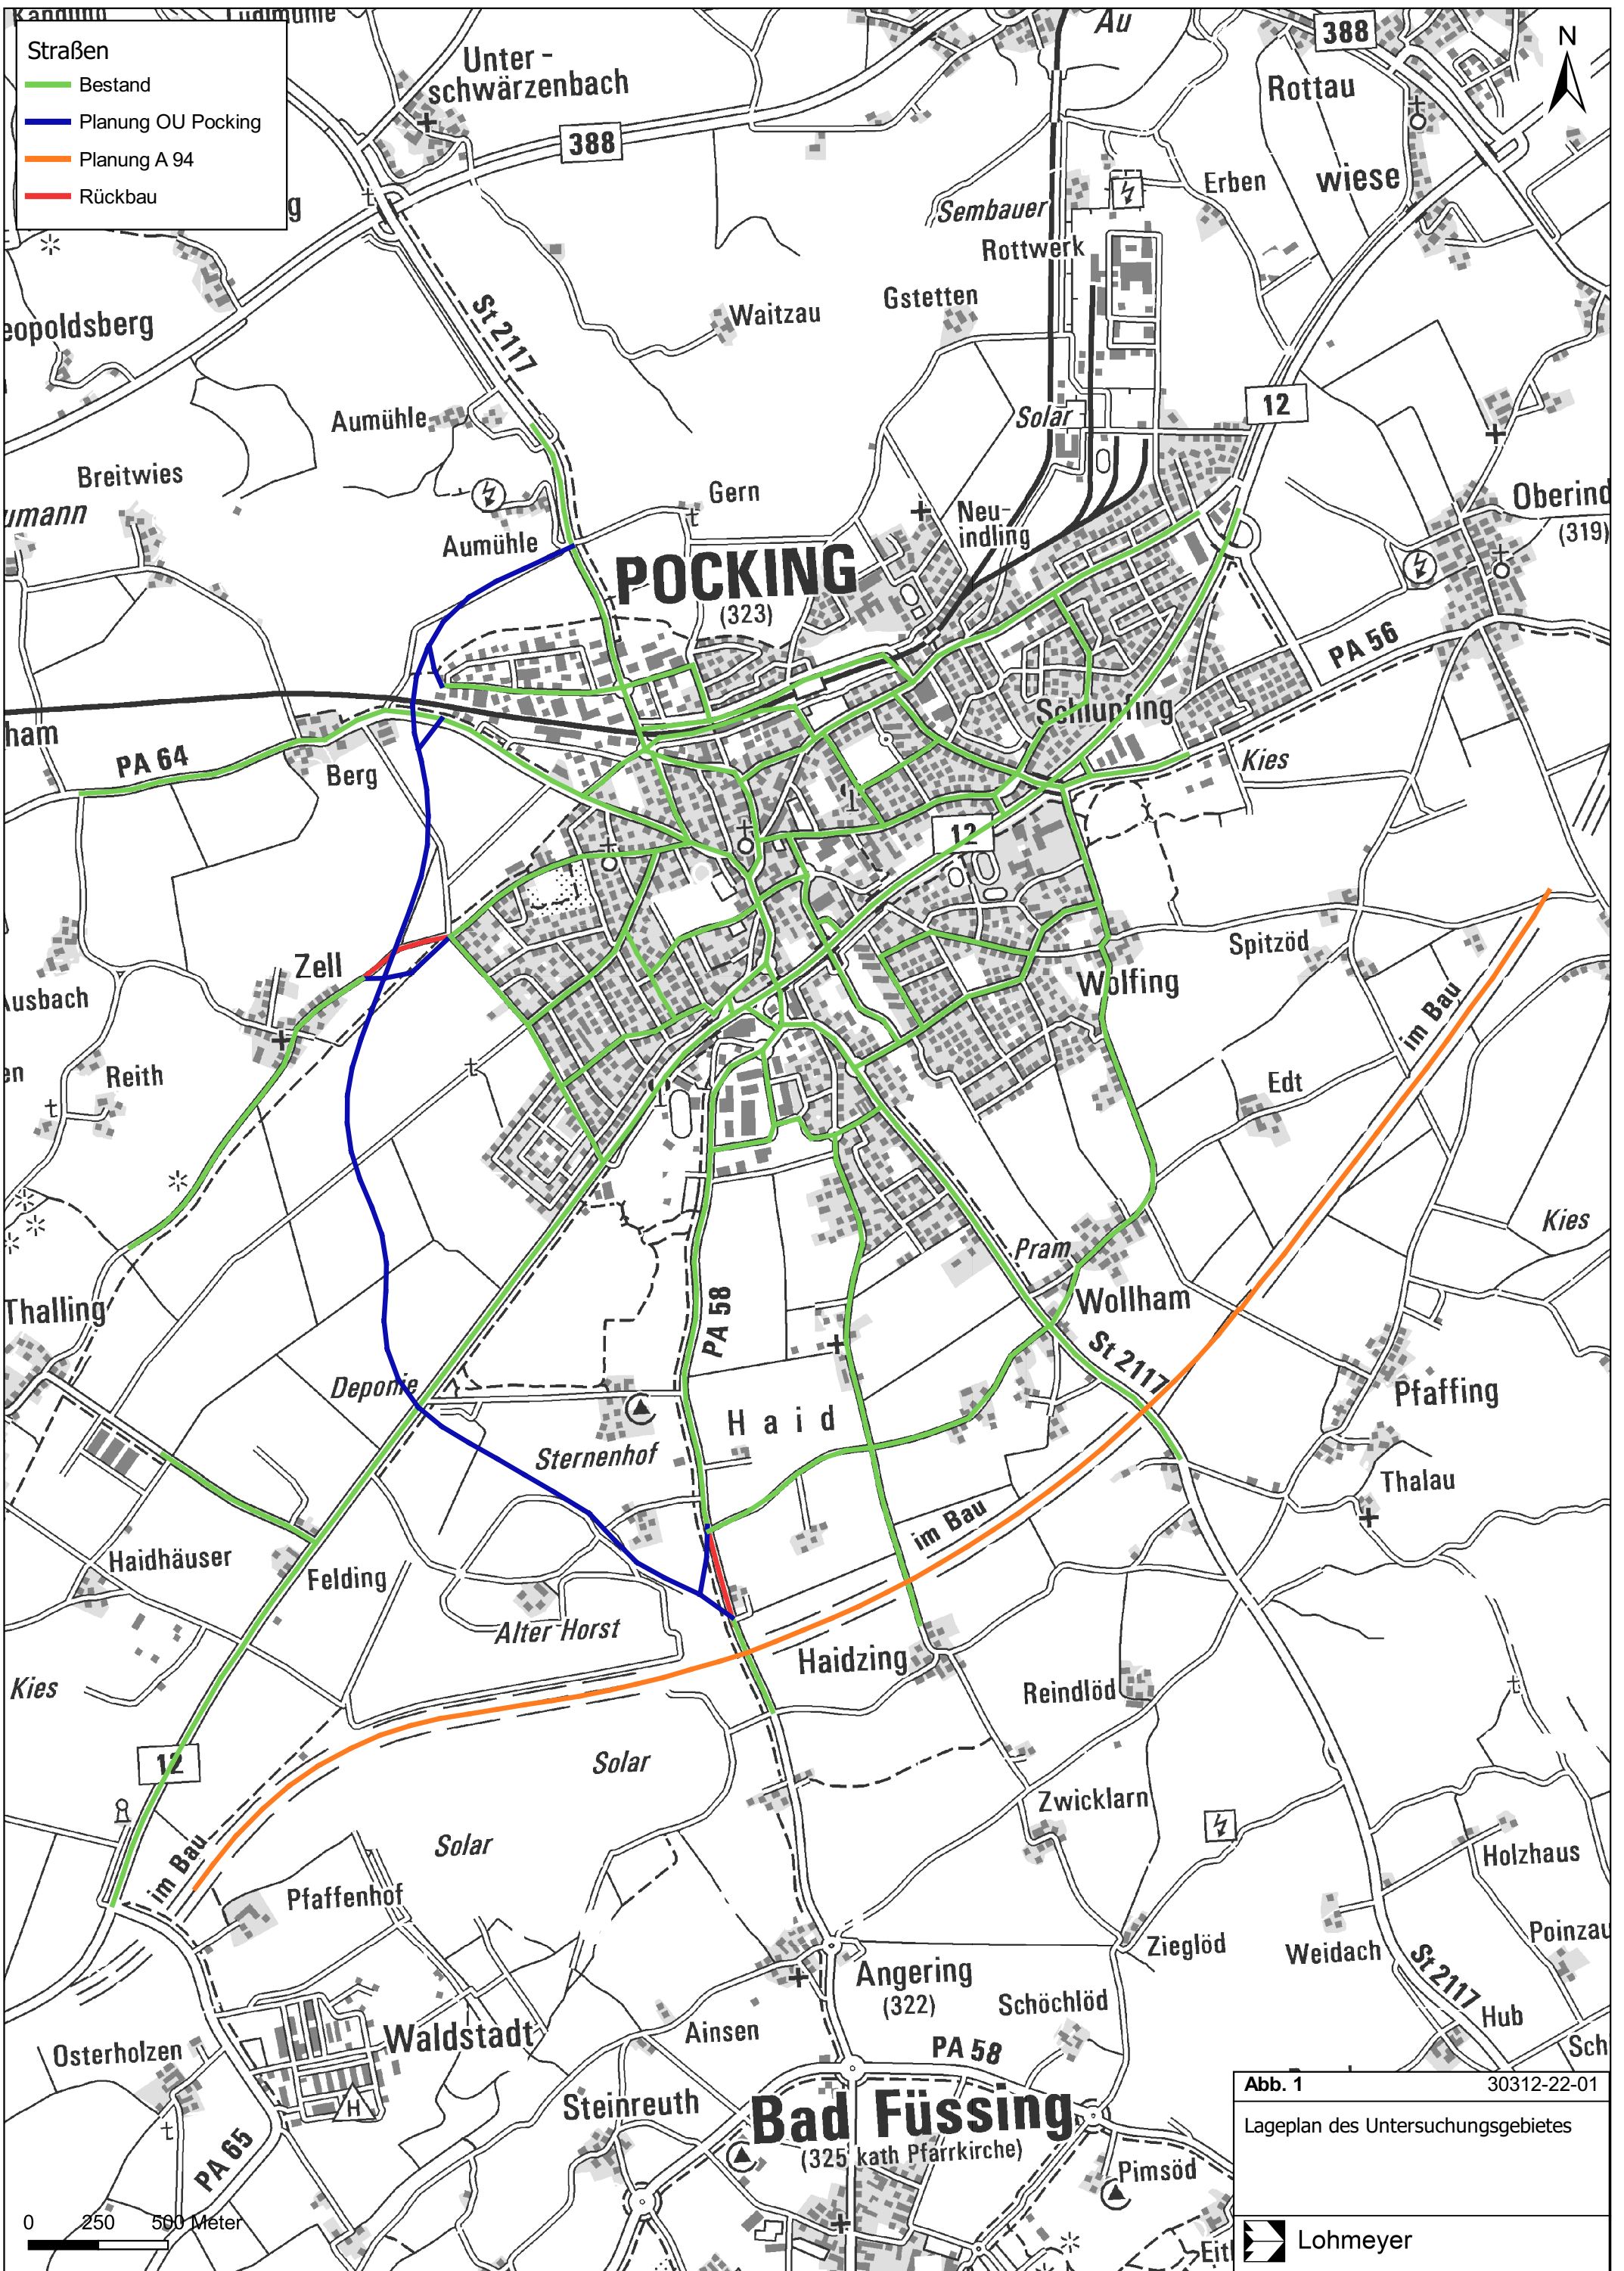 Kandling
Straßen
Bestand
Planung OU Pocking
Planung A 94
Rückbau
Unter-
schwärzenbach
388
Au
388
Rottau
N
wiese
Erben
Sembauer
Rottwerk
Gstetten
Waitzau
St 2117
eopoldsberg
Aumühle
Solar
12
Breitwies
umann
Gern
Neu-
indling
Oberind
(319)
Aumühle
POCKING
(323)
PA 56
Schlupfing
ham
PA 64
Berg
Kies
12
Zell
Spitzöd
Wolfing
Ausbach
im Bau
en
Reith
Edt
Pram
Kies
Thalling
PA 58
Wollham
St 2117
Deponie
Haid
Pfaffing
Sternenhof
Thalau
im Bau
Haidhäuser
Felding
Alter Horst
Haidzing
Kies
Reindlöd
12
Solar
Zwicklarn
Solar
im Bau
Holzhaus
Pfaffenhof
Zieglöd
Weidach
Poinzau
St 2117
Angering
(322)
Schöchlöd
Hub
Waldstadt
Ainsen
PA 58
Sch
Osterholzen
H
Steinreuth
Bad Füssing
(325 kath Pfarrkirche)
PA 65
Pimsöd
0 250 500 Meter
Abb. 1 30312-22-01
Lageplan des Untersuchungsgebietes
Lohmeyer